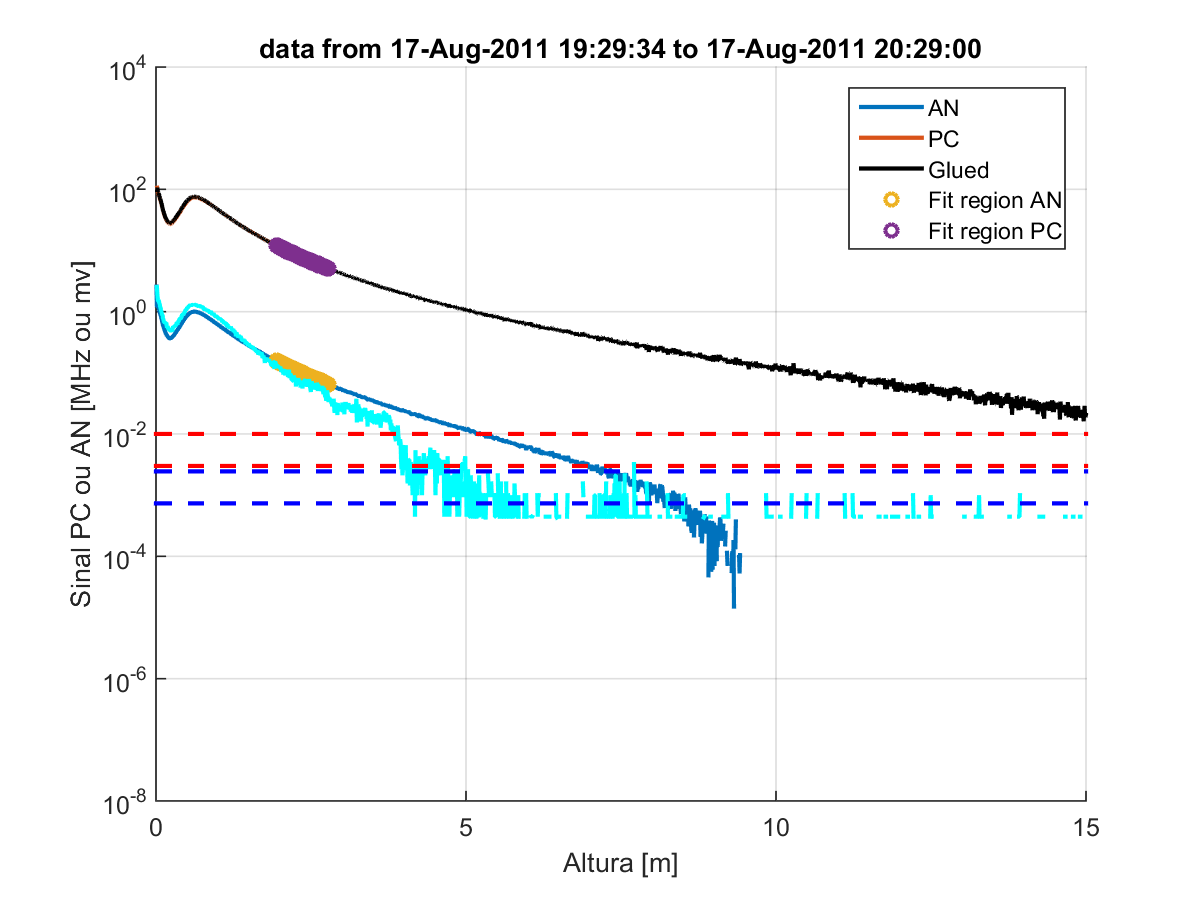 data from 17-Aug-2011 19:29:34 to 17-Aug-2011 20:29:00
Sinal PC ou AN [MHz ou mv]
10^4
10^2
10^0
10^-2
10^-4
10^-6
10^-8
AN
PC
Glued
Fit region AN
Fit region PC
0
5
10
15
Altura [m]